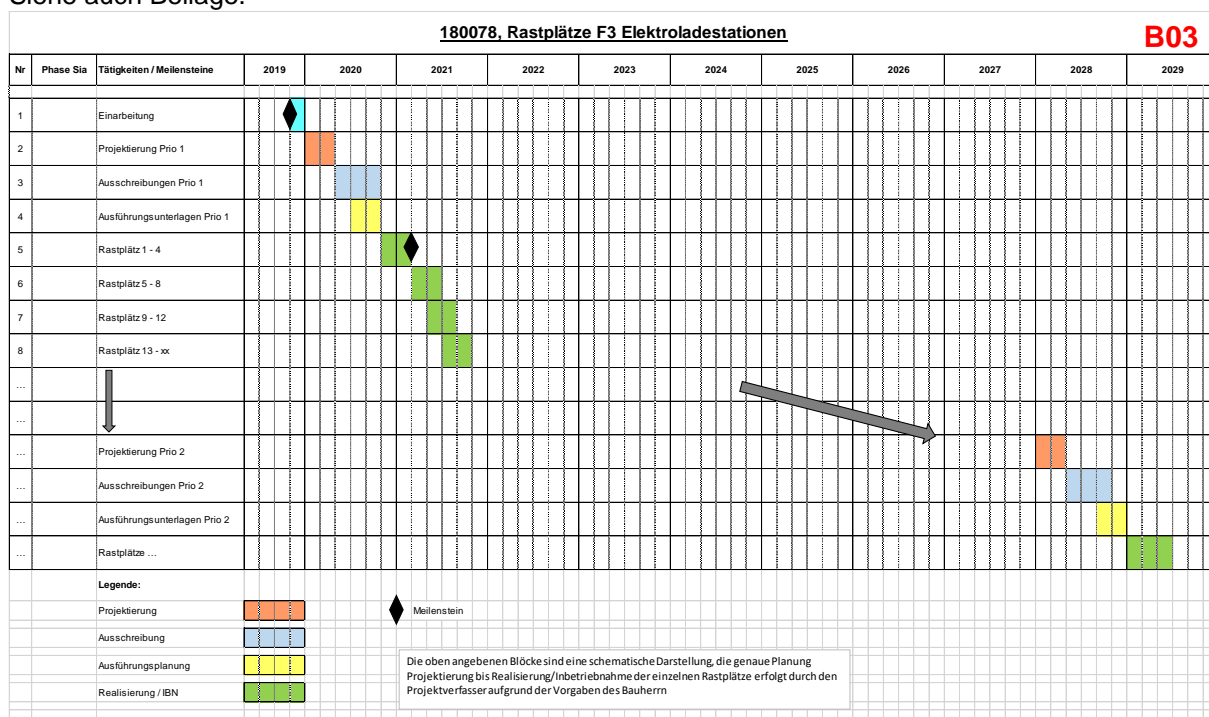 180078, Rastplätze F3 Elektroladestationen
B03
Nr Phase Sia Tätigkeiten / Meilensteine 2019 2020 2021 2022 2023 2024 2025 2026 2027 2028 2029
1 Einarbeitung
2 Projektierung Prio 1
3 Ausschreibungen Prio 1
4 Ausführungsunterlagen Prio 1
5 Rastplätz 1 - 4
6 Rastplätz 5 - 8
7 Rastplätz 9 - 12
8 Rastplätz 13 - xx
...
...
... Projektierung Prio 2
... Ausschreibungen Prio 2
... Ausführungsunterlagen Prio 2
... Rastplätze ...
Legende:
Projektierung
Meilenstein
Ausschreibung
Ausführungsplanung
Realisierung / IBN
Die oben angebenen Blöcke sind eine schematische Darstellung, die genaue Planung
Projektierung bis Realisierung/Inbetriebnahme der einzelnen Rastplätze erfolgt durch den
Projektverfasser aufgrund der Vorgaben des Bauherrn